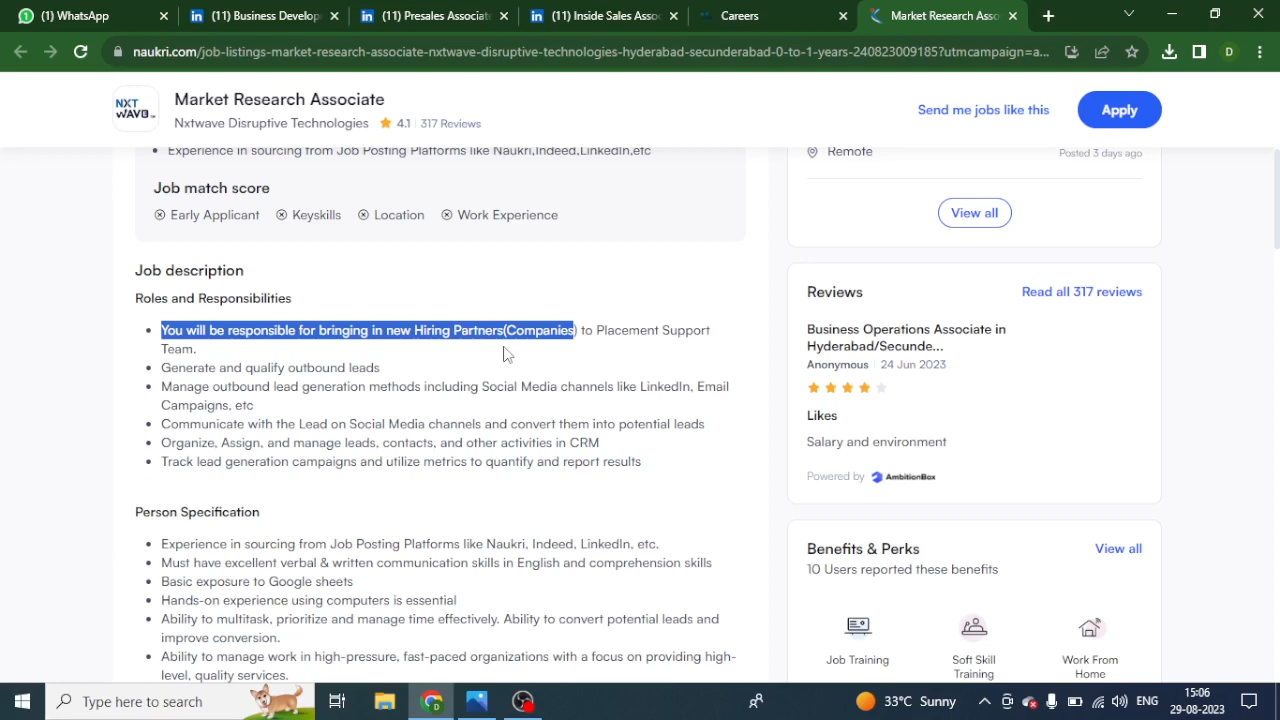 (11) WhatsApp
(11) Business Develop
(11) Presales Associate
(11) Inside Sales Assoc
Careers
Market Research Asso
naukri.com/job-listings-market-research-associate-nxtwave-disruptive-technologies-hyderabad-secunderabad-0-to-1-years-240823009185?utmcampaign=a...
D
NXT
WAVE
Market Research Associate
Nxtwave Disruptive Technologies
4.1
317 Reviews
Send me jobs like this
Apply
Experience in sourcing from Job Posting Platforms like Naukri,Indeed,LinkedIn,etc
Job match score
Early Applicant
Keyskills
Location
Work Experience
Job description
Roles and Responsibilities
You will be responsible for bringing in new Hiring Partners(Companies) to Placement Support
Team.
Generate and qualify outbound leads
Manage outbound lead generation methods including Social Media channels like LinkedIn, Email
Campaigns, etc
Communicate with the Lead on Social Media channels and convert them into potential leads
Organize, Assign, and manage leads, contacts, and other activities in CRM
Track lead generation campaigns and utilize metrics to quantify and report results
Person Specification
Experience in sourcing from Job Posting Platforms like Naukri, Indeed, LinkedIn, etc.
Must have excellent verbal & written communication skills in English and comprehension skills
Basic exposure to Google sheets
Hands-on experience using computers is essential
Ability to multitask, prioritize and manage time effectively. Ability to convert potential leads and
improve conversion.
Ability to manage work in high-pressure, fast-paced organizations with a focus on providing high-
level, quality services.
Remote
Posted 3 days ago
View all
Reviews
Read all 317 reviews
Business Operations Associate in
Hyderabad/Secunde...
Anonymous
24 Jun 2023
Likes
Salary and environment
Powered by
AmbitionBox
Benefits & Perks
View all
10 Users reported these benefits
Job Training
Soft Skill
Training
Work From
Home
Type here to search
33°C Sunny
ENG
15:06
29-08-2023